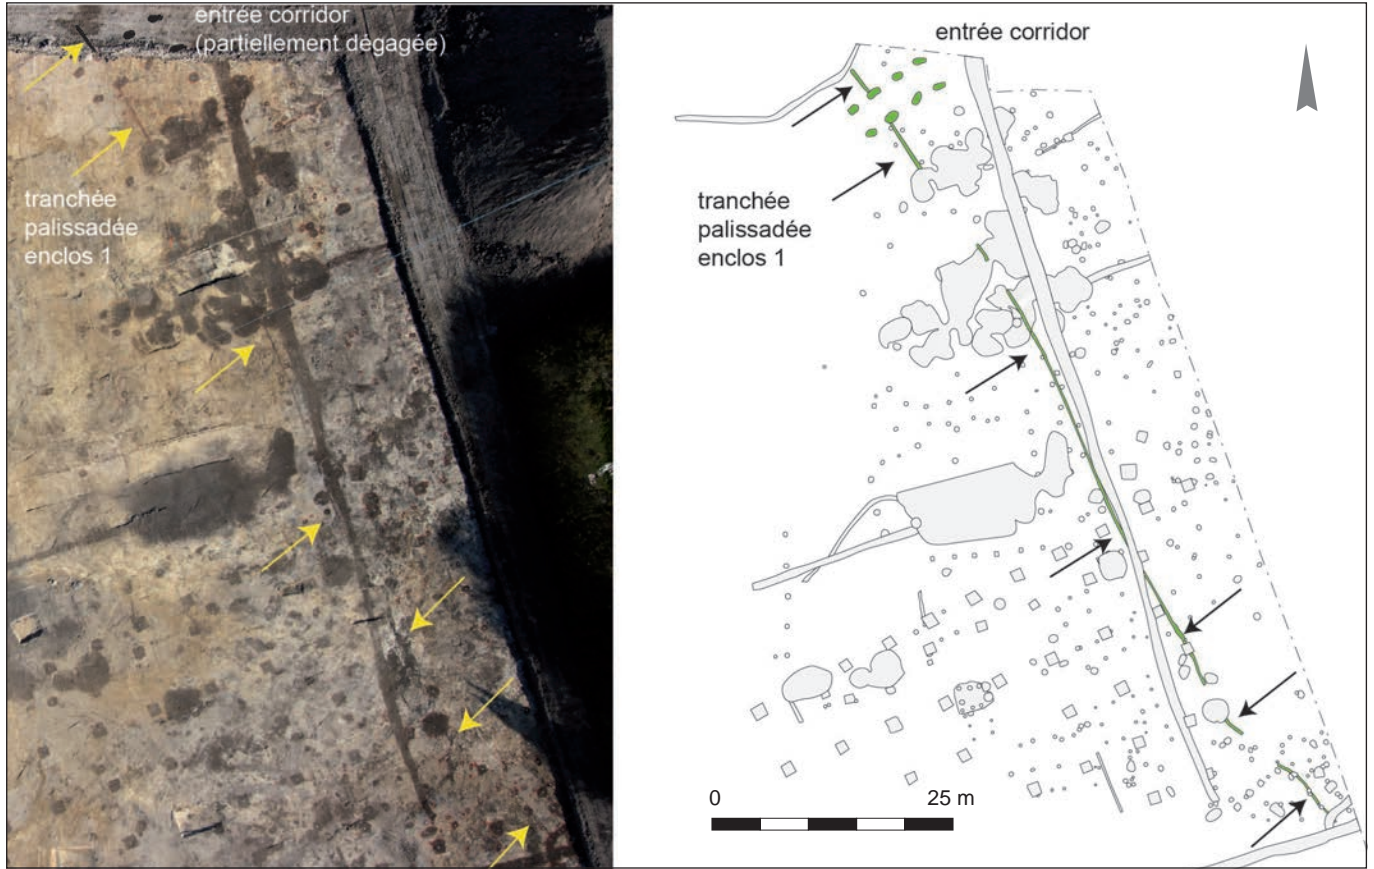 entrée corridor
(partiellement dégagée)
tranchée
palissadée
enclos 1
entrée corridor
tranchée
palissadée
enclos 1
0
25 m